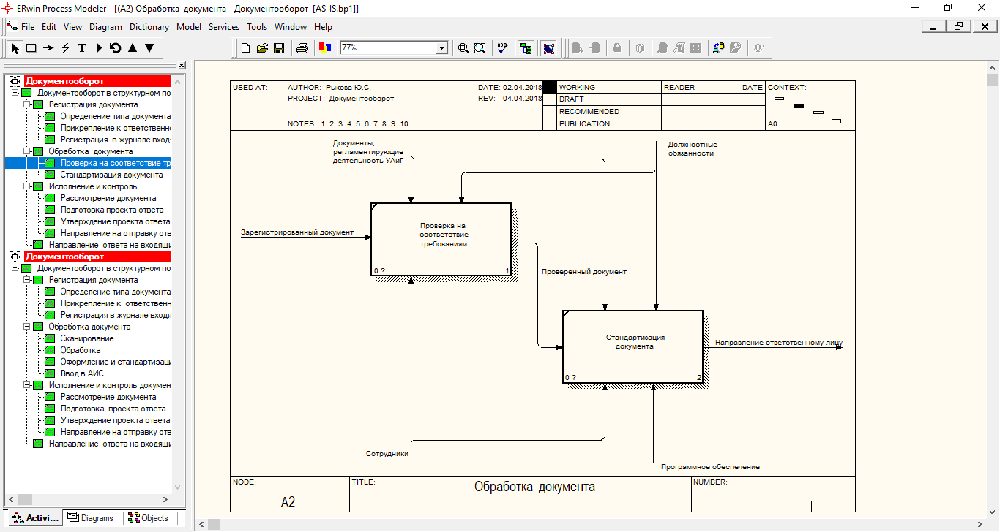 ERwin Process Modeler - [(A2) Обработка  документа - Документооборот  [AS-IS.bp1]]
File Edit View Diagram Dictionary Model Services Tools Window Help
77%
ABC
Документооборот
Документооборот в структурном по
Регистрация документа
Определение типа документа
Прикрепление к ответственно
Регистрация  в журнале входя
Обработка  документа
Проверка на соответствие тр
Стандартизация документа
Исполнение и контроль
Рассмотрение документа
Подготовка проекта ответа
Утверждение проекта ответа
Направление на отправку отв
Направление  ответа на входящи
Документооборот
Документооборот в структурном по
Регистрация документа
Определение типа документа
Прикрепление к  ответственн
Регистрация в журнале входя
Обработка документа
Сканирование
Обработка
Оформление и стандартизаци
Ввод в АИС
Исполнение и контроль докумен
Рассмотрение документа
Подготовка  проекта ответа
Утверждение проекта ответа
Направление на отправку отв
Направление  ответа на входящи
Activi... Diagrams Objects
USED AT: AUTHOR:  Рыкова Ю.С, DATE: 02.04.2018 WORKING READER DATE CONTEXT:
PROJECT:  Документооборот REV: 04.04.2018 DRAFT
RECOMMENDED
NOTES:  1  2  3  4  5  6  7  8  9  10 PUBLICATION A0
Документы,
регламентирующие
деятельность УАиГ
Должностные
обязанности
Зарегистрированный документ
Проверка на
соответствие
требованиям
0 ? 1
Проверенный документ
Стандартизация
документа
0 ? 2
Направление ответственному лицу
Сотрудники
Программное обеспечение
NODE: TITLE: NUMBER:
A2 Обработка  документа